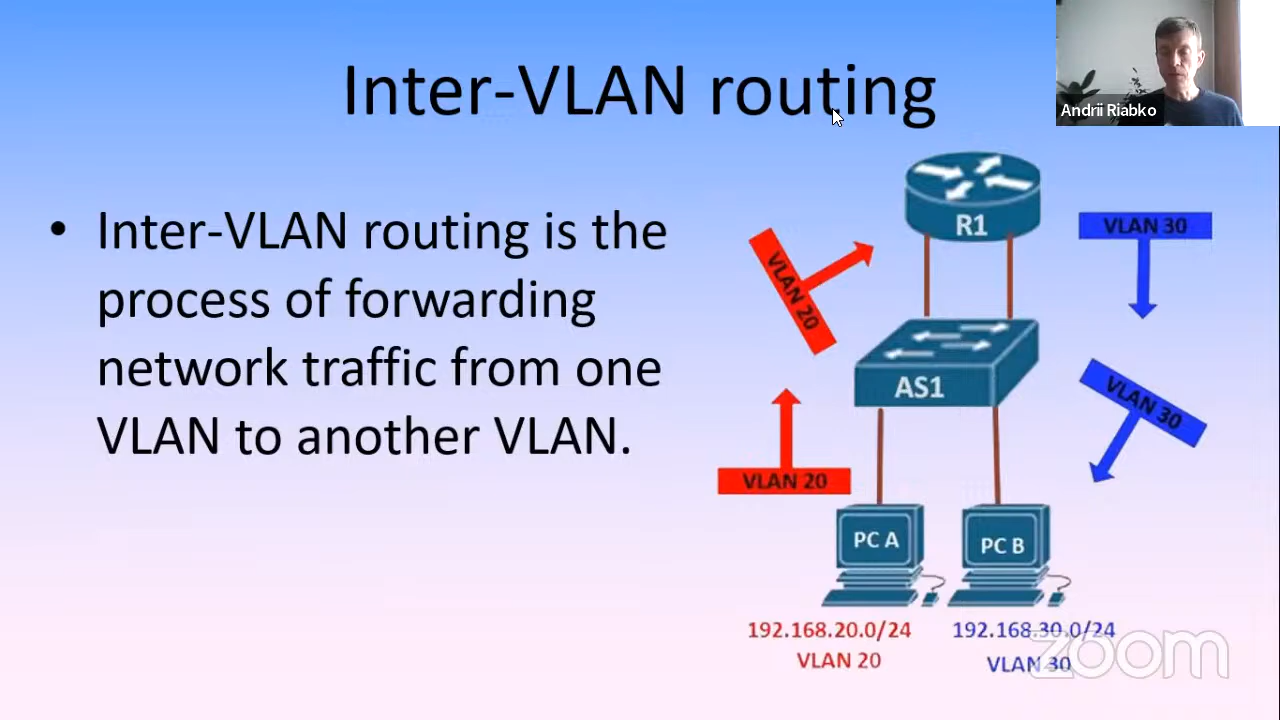 Inter-VLAN routing
Andrii Riabko
• Inter-VLAN routing is the
process of forwarding
network traffic from one
VLAN to another VLAN.
R1
VLAN 30
VLAN 20
AS1
VLAN 30
VLAN 20
PC A
PC B
192.168.20.0/24
192.168.30.0/24
VLAN 20
VLAN 30
zoom